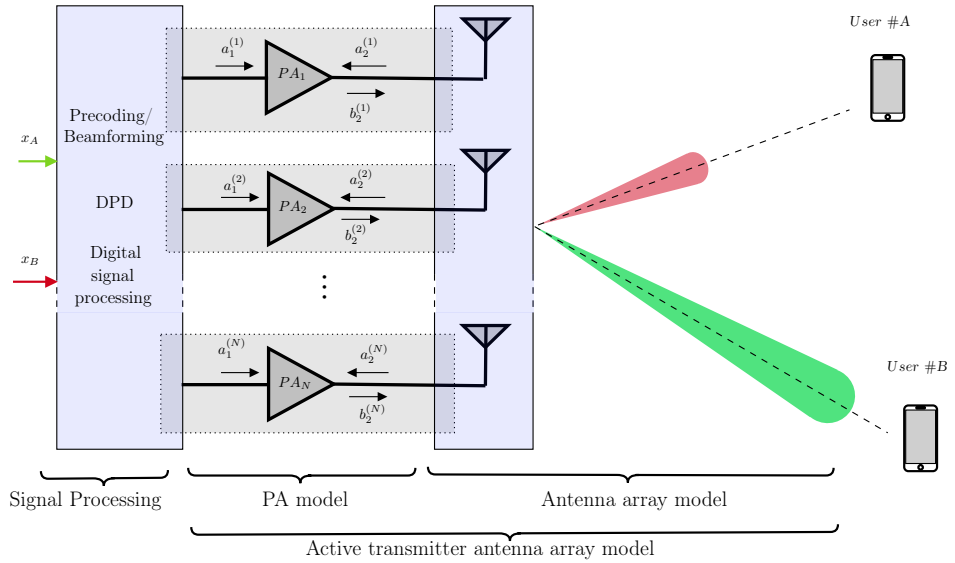 User #A
a_1^{(1)}
a_2^{(1)}
PA_1
b_2^{(1)}
Precoding/
Beamforming
x_A
a_1^{(2)}
a_2^{(2)}
PA_2
b_2^{(2)}
DPD
x_B
Digital
signal
processing
a_1^{(N)}
a_2^{(N)}
PA_N
b_2^{(N)}
User #B
Signal Processing
PA model
Antenna array model
Active transmitter antenna array model